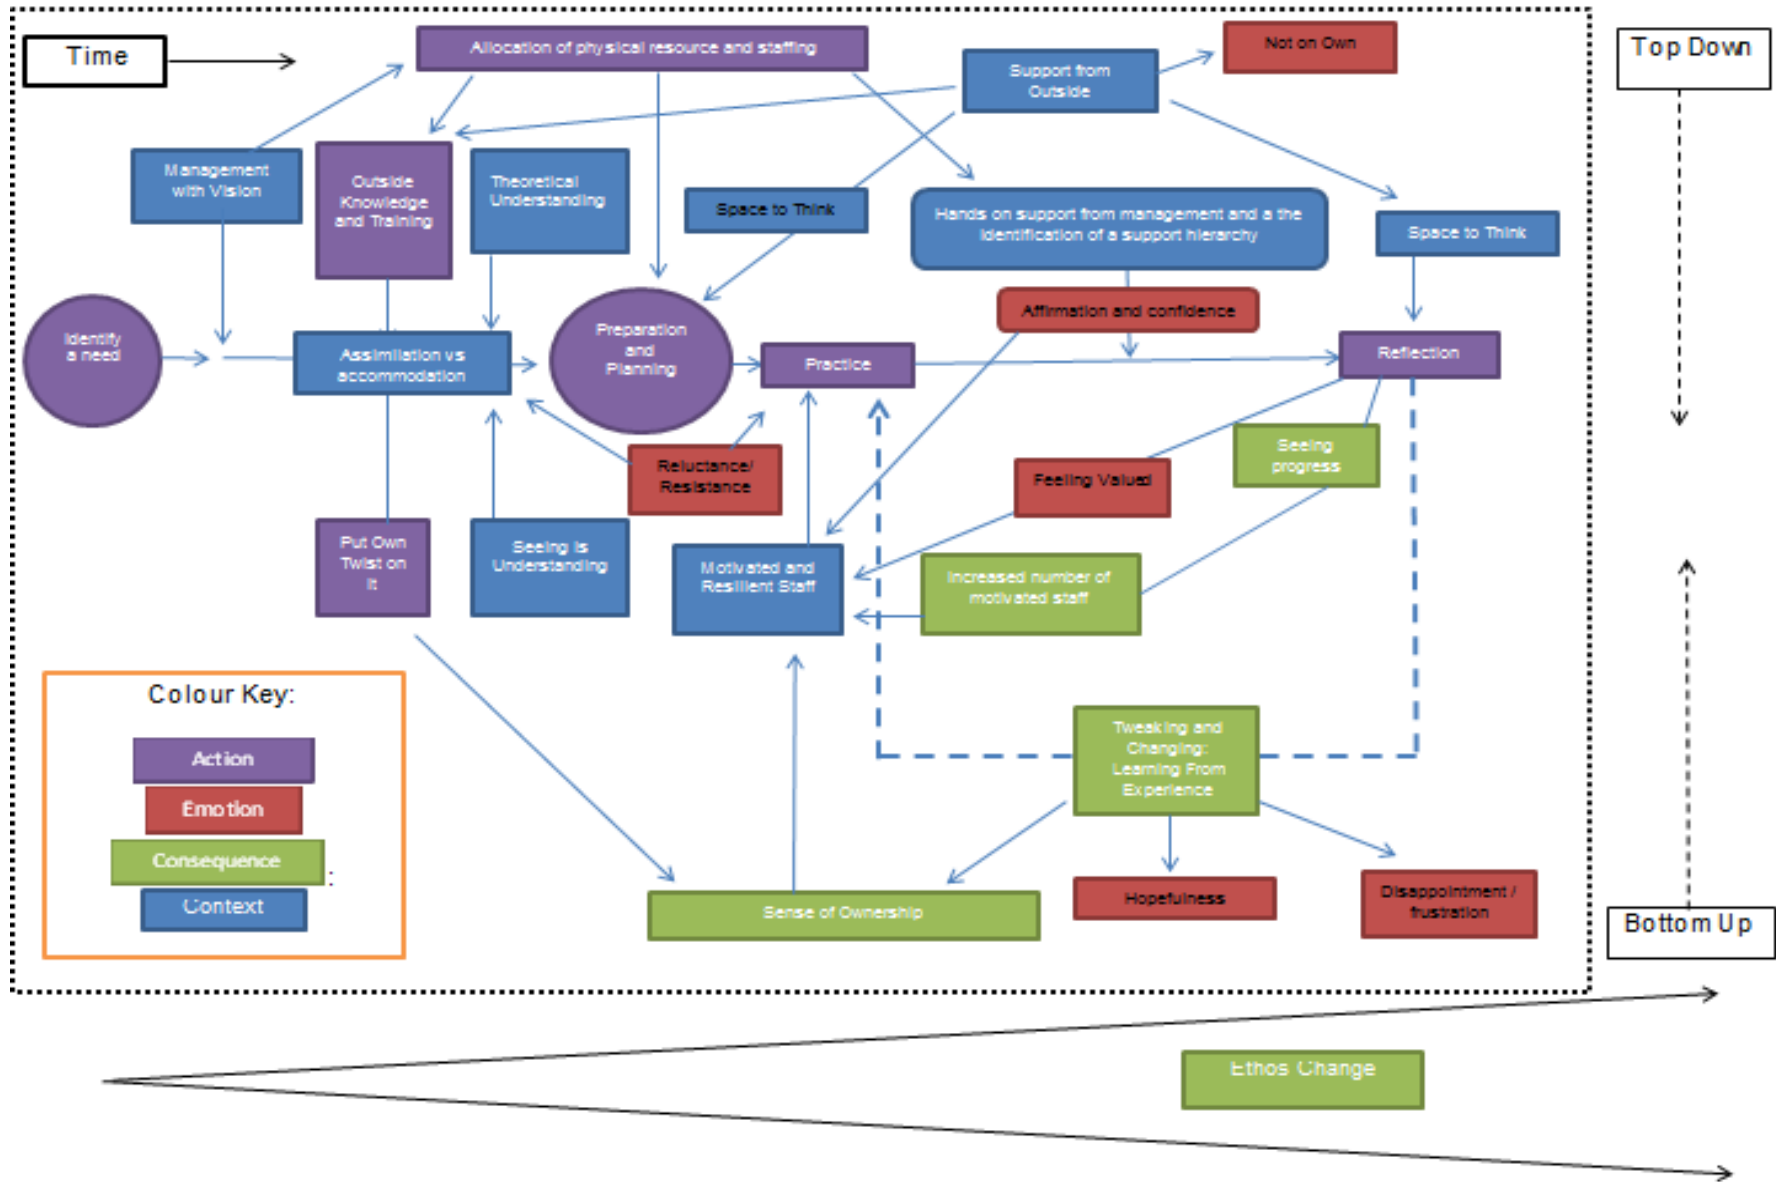 Time
Allocation of physical resource and staffing
Not on Own
Support from
Outside
Top Down
Management
with Vision
Outside
Knowledge
and Training
Theoretical
Understanding
Space to Think
Hands on support from management and a the
identification of a support hierarchy
Space to Think
Affirmation and confidence
Identify
a need
Assimilation vs
accommodation
Preparation
and
Planning
Practice
Reflection
Seeing
progress
Reluctance/
Resistance
Feeling Valued
Put Own
Twist on
It
Seeing is
Understanding
Motivated and
Resilient Staff
Increased number of
motivated staff
Colour Key:
Action
Emotion
Consequence
:
Context
Tweaking and
Changing:
Learning From
Experience
Sense of Ownership
Hopefulness
Disappointment /
frustration
Bottom Up
Ethos Change